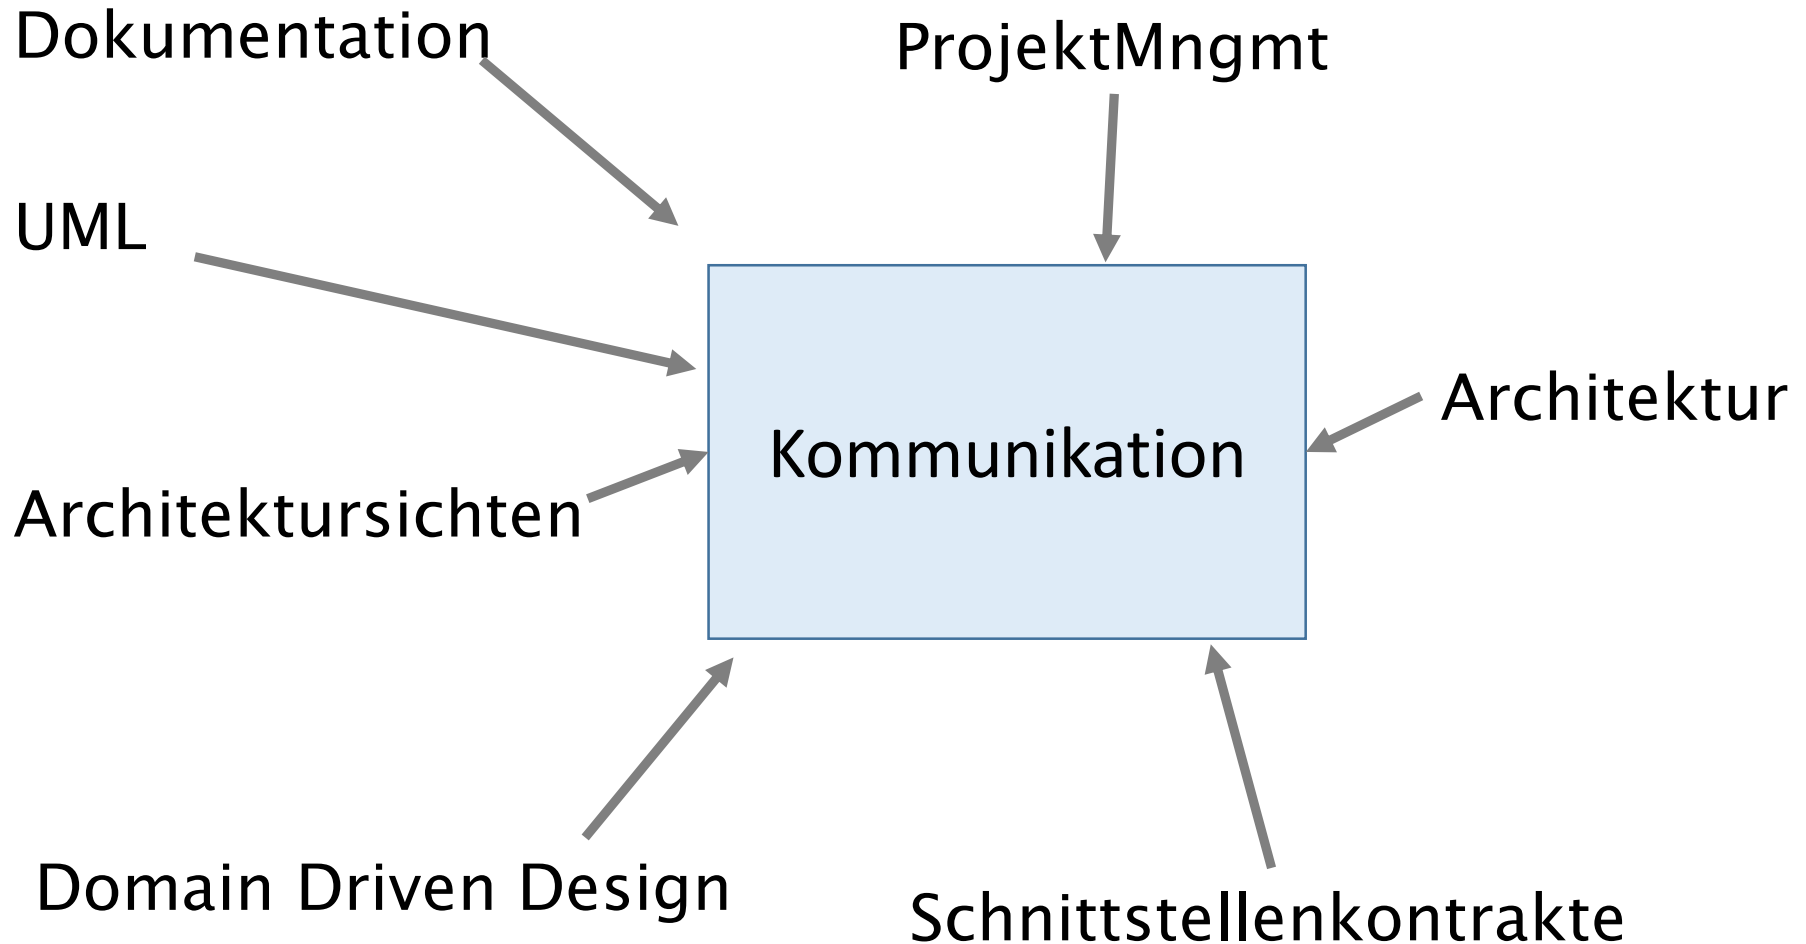 Dokumentation
ProjektMngmt
UML
Architektur
Kommunikation
Architektursichten
Domain Driven Design
Schnittstellenkontrakte